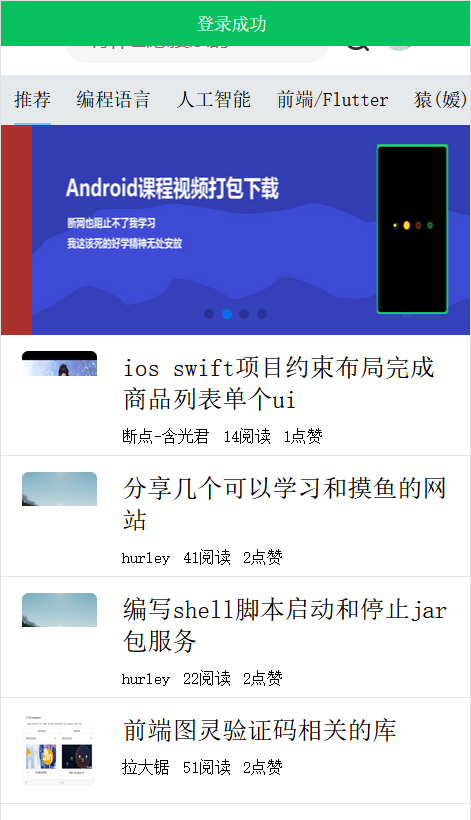 登录成功
推荐 编程语言 人工智能 前端/Flutter 猿(媛)
Android课程视频打包下载
断网也阻止不了我学习
我这该死的好学精神无处安放
ios swift项目约束布局完成
商品列表单个ui
断点-含光君 14阅读 1点赞
分享几个可以学习和摸鱼的网
站
hurley 41阅读 2点赞
编写shell脚本启动和停止jar
包服务
hurley 22阅读 2点赞
前端图灵验证码相关的库
拉大锯 51阅读 2点赞